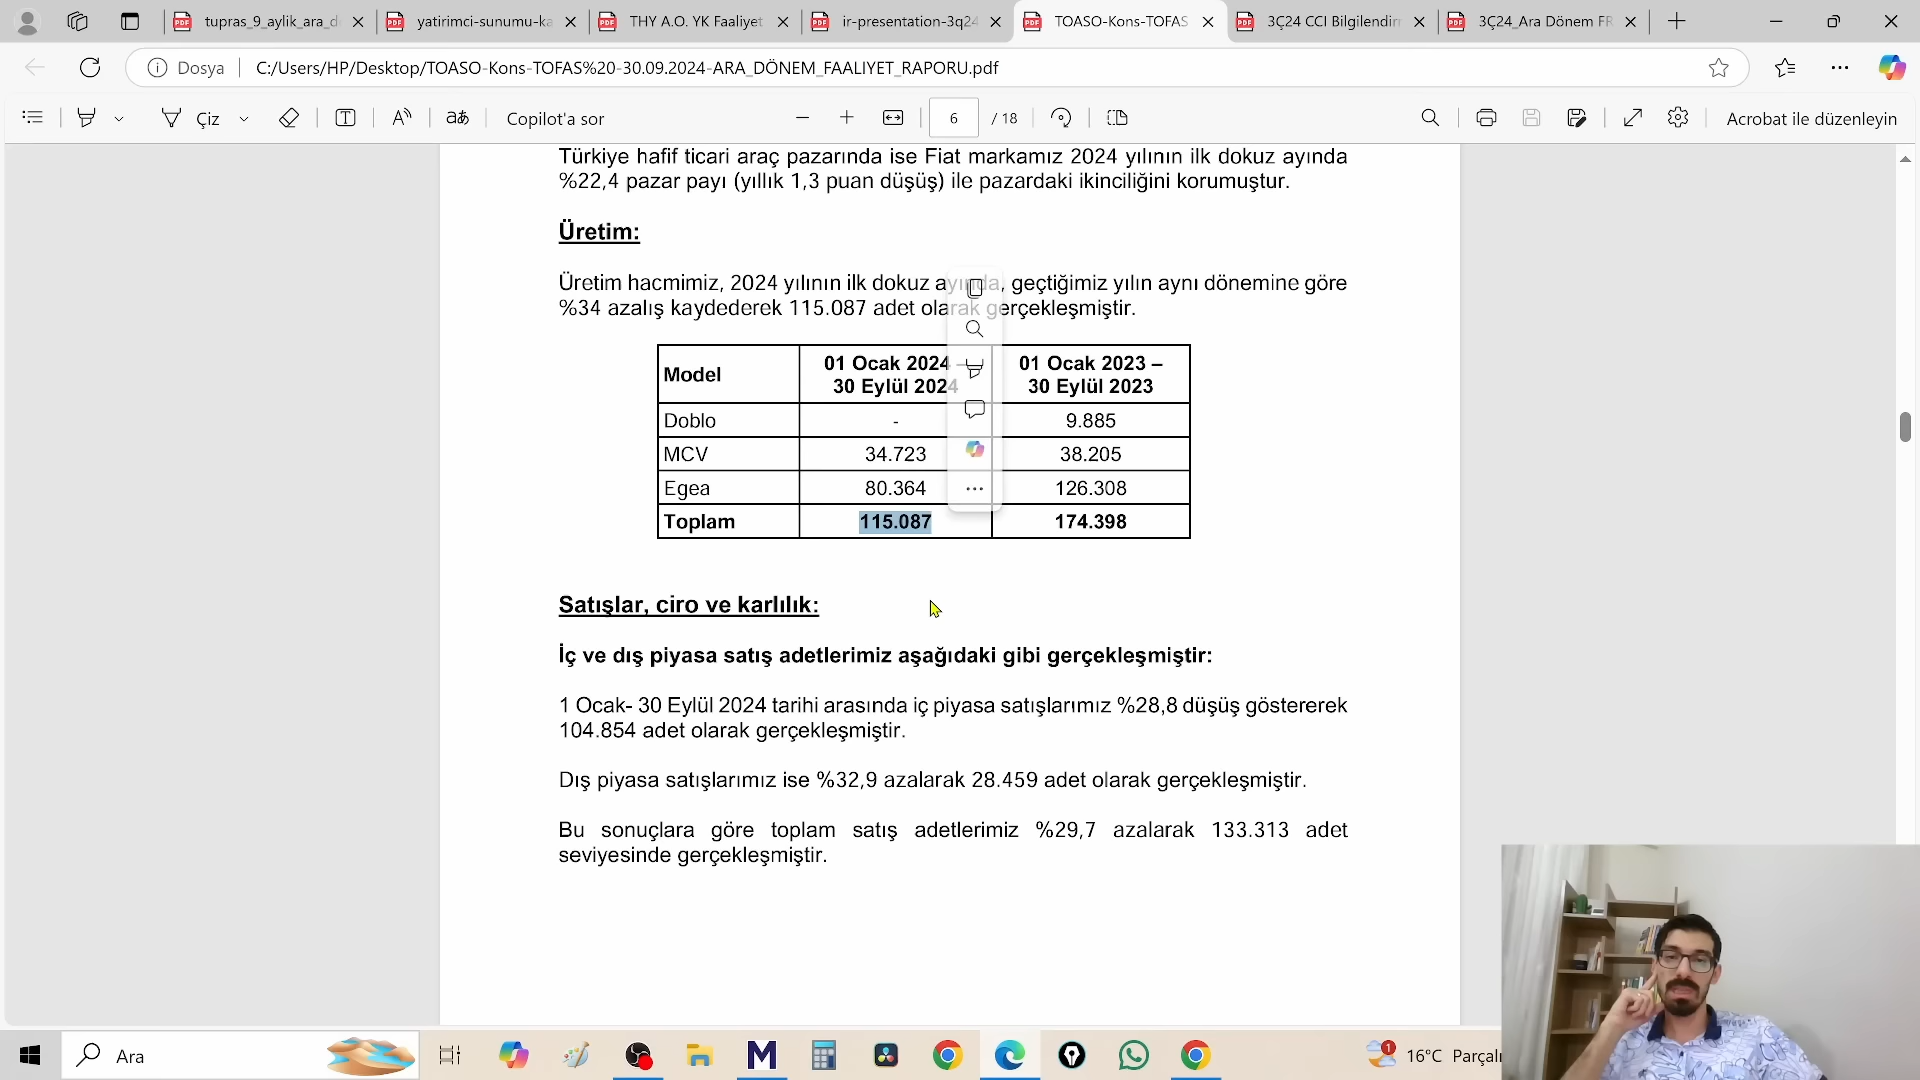 tupras_9_aylik_ara_d
yatirimci-sunumu-ka
THY A.O. YK Faaliyet
ir-presentation-3q24
TOASO-Kons-TOFAS
3Ç24 CCI Bilgilendir
3Ç24_Ara Dönem FR
Dosya
C:/Users/HP/Desktop/TOASO-Kons-TOFAS%20-30.09.2024-ARA_DÖNEM_FAALIYET_RAPORU.pdf
Çiz
Copilot'a sor
6 / 18
Acrobat ile düzenleyin
Türkiye hafif ticari araç pazarında ise Fiat markamız 2024 yılının ilk dokuz ayında
%22,4 pazar payı (yıllık 1,3 puan düşüş) ile pazardaki ikinciliğini korumuştur.
Üretim:
Üretim hacmimiz, 2024 yılının ilk dokuz ayında, geçtiğimiz yılın aynı dönemine göre
%34 azalış kaydederek 115.087 adet olarak gerçekleşmiştir.
Model
01 Ocak 2024 –
30 Eylül 2024
01 Ocak 2023 –
30 Eylül 2023
Doblo - 9.885
MCV 34.723 38.205
Egea 80.364 126.308
Toplam 115.087 174.398
Satışlar, ciro ve karlılık:
İç ve dış piyasa satış adetlerimiz aşağıdaki gibi gerçekleşmiştir:
1 Ocak- 30 Eylül 2024 tarihi arasında iç piyasa satışlarımız %28,8 düşüş göstererek
104.854 adet olarak gerçekleşmiştir.
Dış piyasa satışlarımız ise %32,9 azalarak 28.459 adet olarak gerçekleşmiştir.
Bu sonuçlara göre toplam satış adetlerimiz %29,7 azalarak 133.313 adet
seviyesinde gerçekleşmiştir.
Ara
1
16°C Parçalı